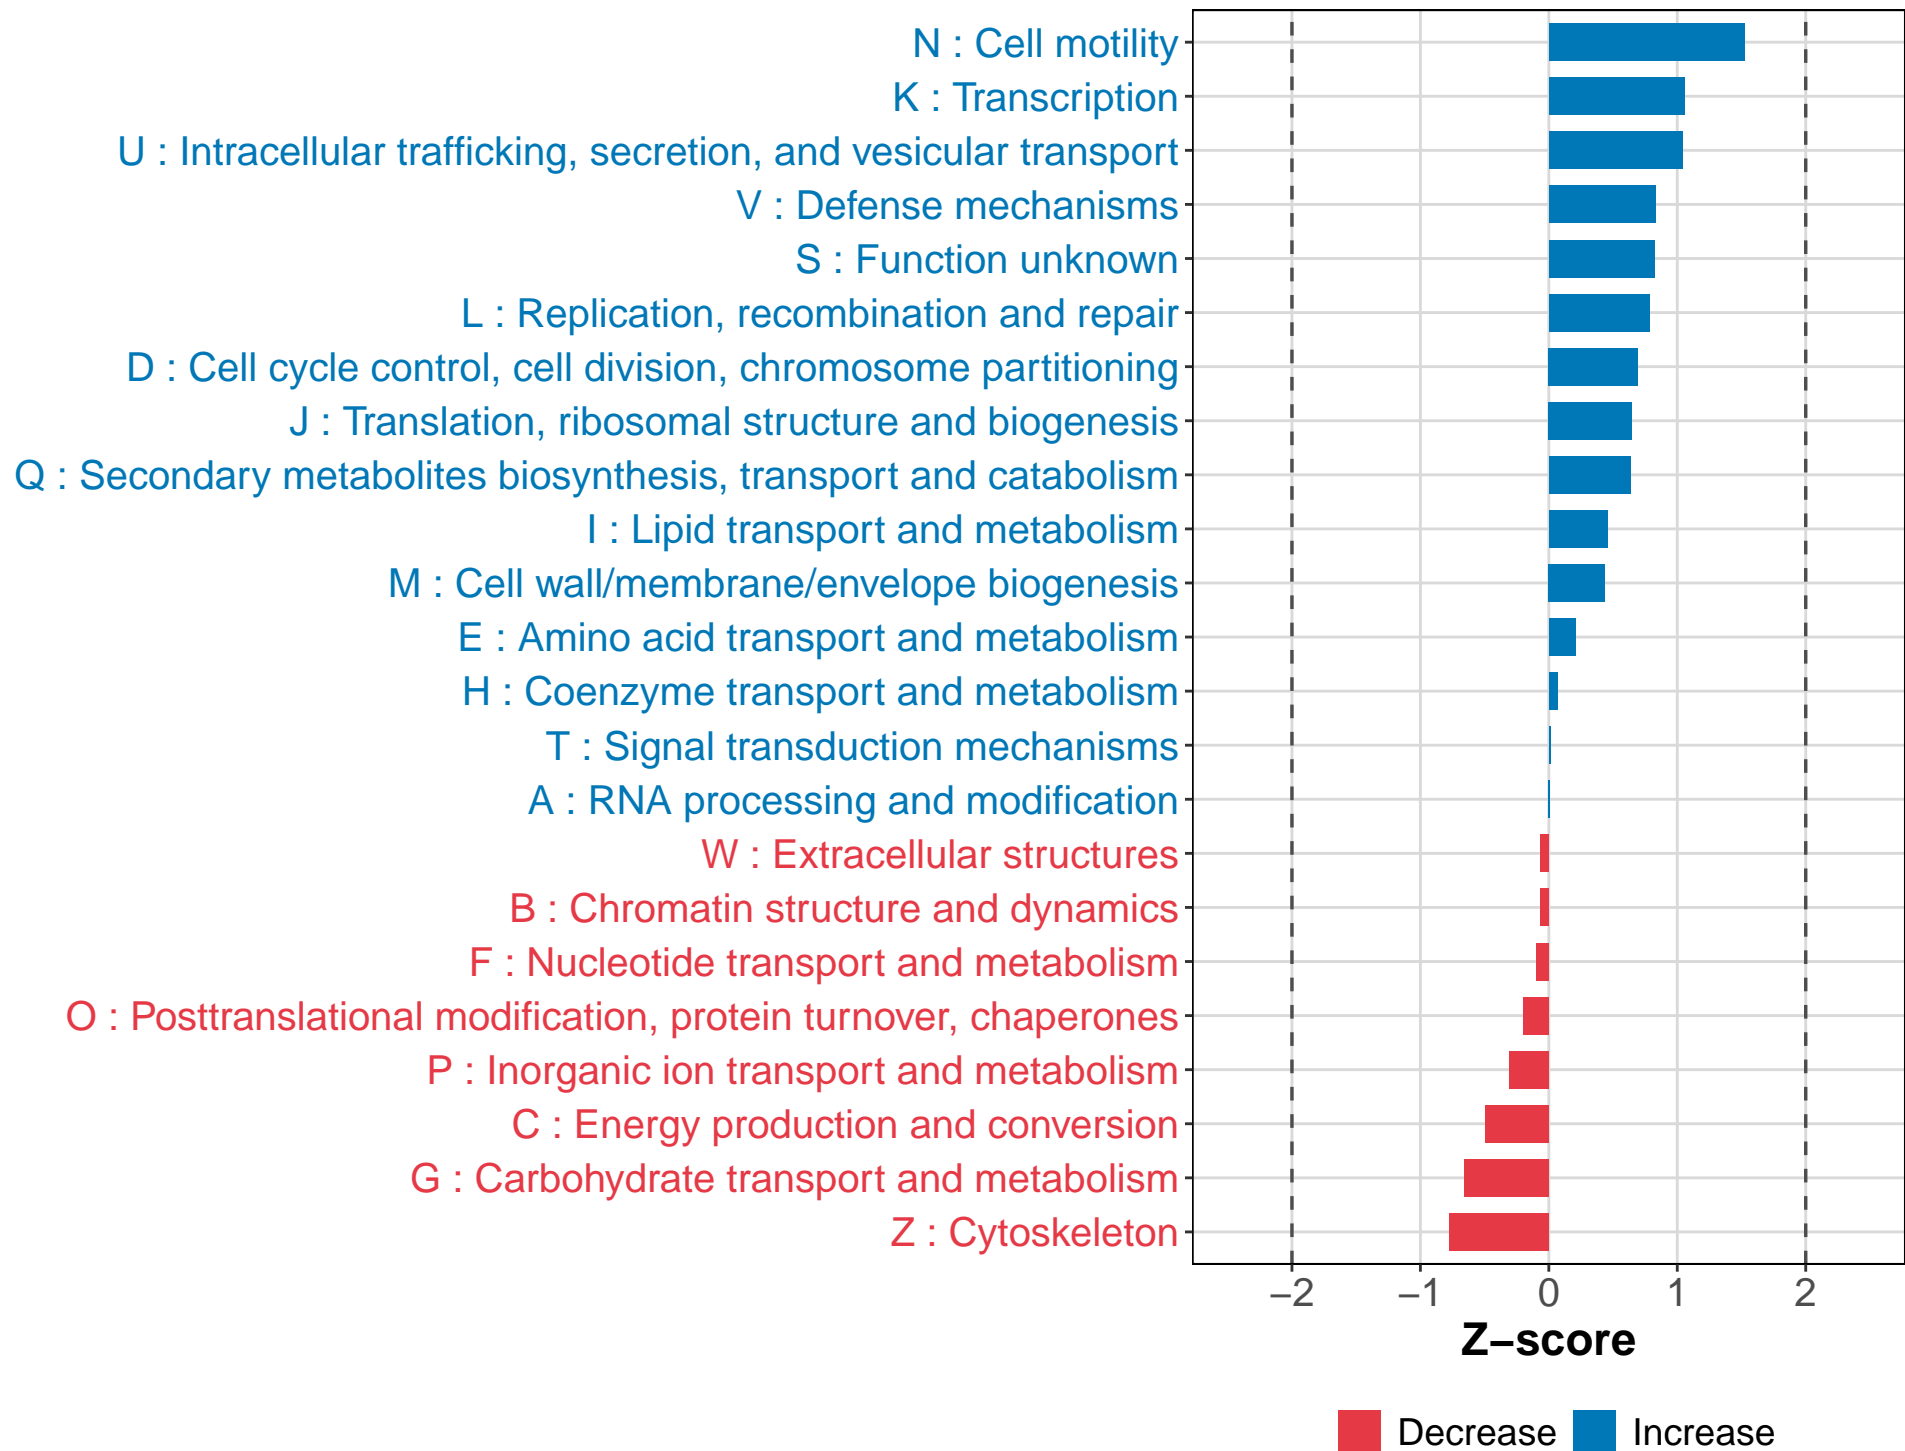 N : Cell motility
K : Transcription
U : Intracellular trafficking, secretion, and vesicular transport
V : Defense mechanisms
S : Function unknown
L : Replication, recombination and repair
D : Cell cycle control, cell division, chromosome partitioning
J : Translation, ribosomal structure and biogenesis
Q : Secondary metabolites biosynthesis, transport and catabolism
I : Lipid transport and metabolism
M : Cell wall/membrane/envelope biogenesis
E : Amino acid transport and metabolism
H : Coenzyme transport and metabolism
T : Signal transduction mechanisms
A : RNA processing and modification
W : Extracellular structures
B : Chromatin structure and dynamics
F : Nucleotide transport and metabolism
O : Posttranslational modification, protein turnover, chaperones
P : Inorganic ion transport and metabolism
C : Energy production and conversion
G : Carbohydrate transport and metabolism
Z : Cytoskeleton
−2 −1 0 1 2
Z−score
Decrease Increase